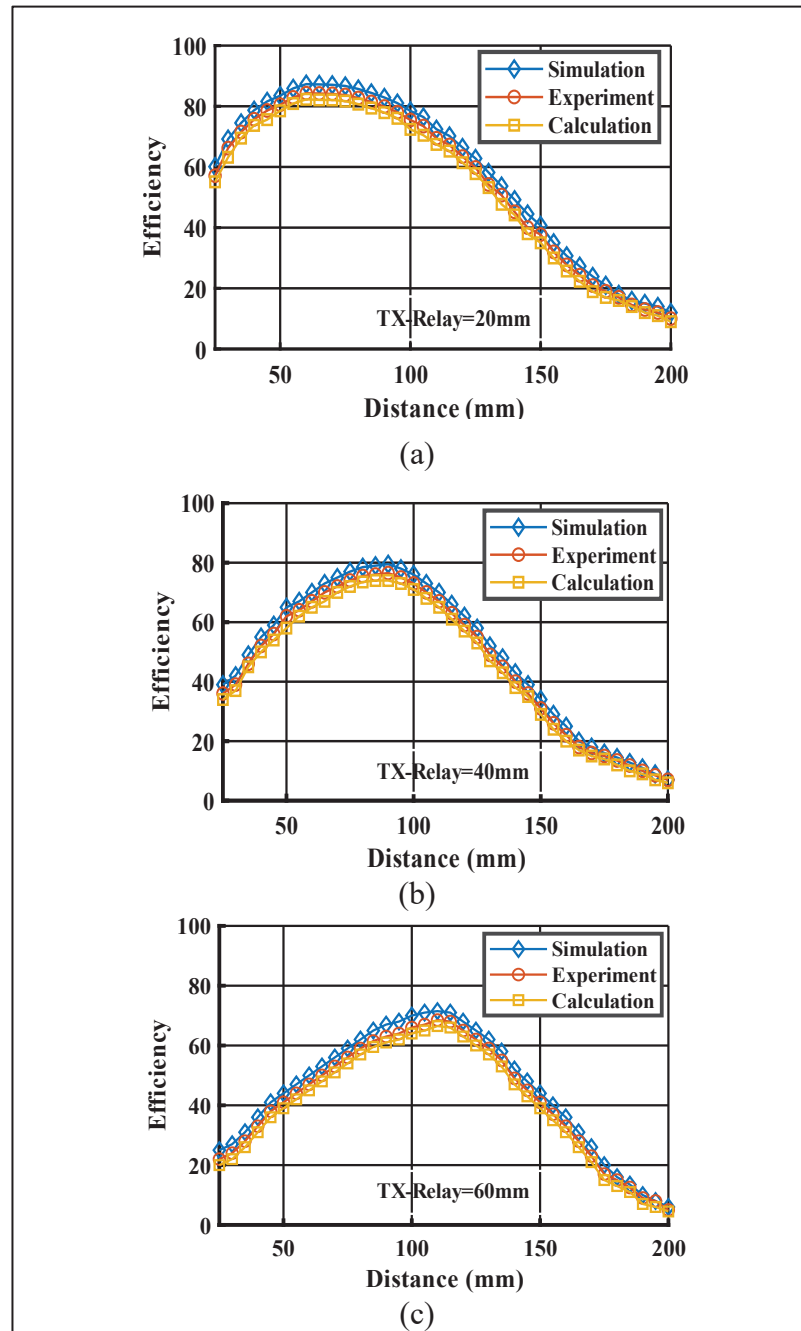 100
80
60
40
20
0
Efficiency
Simulation
Experiment
Calculation
TX-Relay=20mm
50 100 150 200
Distance (mm)
(a)
100
80
60
40
20
0
Efficiency
Simulation
Experiment
Calculation
TX-Relay=40mm
50 100 150 200
Distance (mm)
(b)
100
80
60
40
20
0
Efficiency
Simulation
Experiment
Calculation
TX-Relay=60mm
50 100 150 200
Distance (mm)
(c)